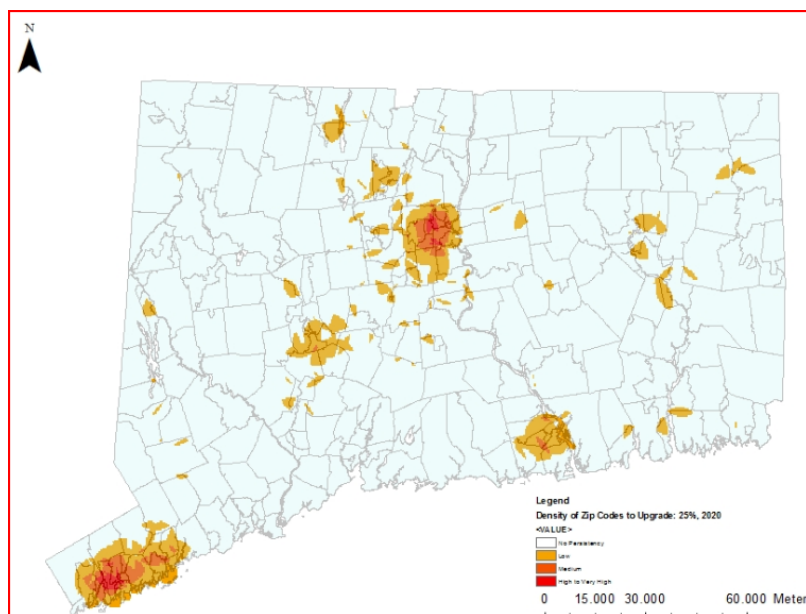 N
Legend
Density of Zip Codes to Upgrade: 25%, 2020
<VALUE>
No Persistency
Low
Medium
High to Very High
0 15.000 30.000 60.000 Meter